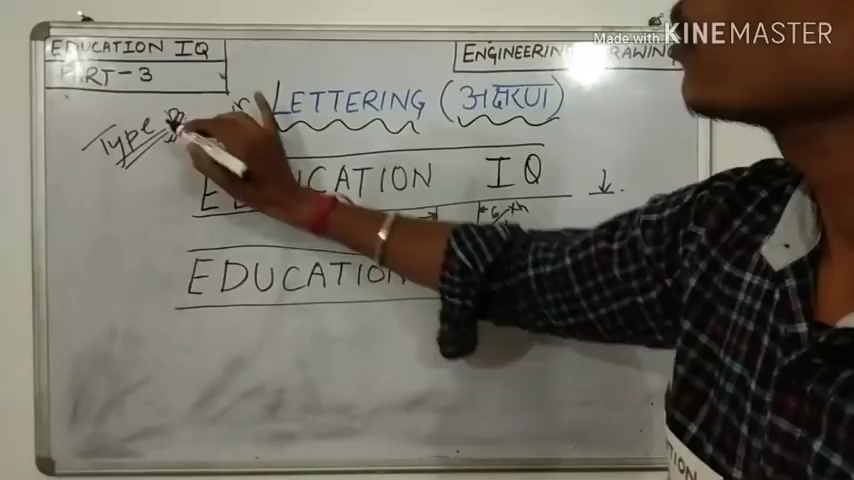 Made with KINEMASTER
EDUCATION IQ
PART-3
ENGINEERING DRAWING
LETTERING (अक्षरण)
Type
EDUCATION IQ
EDUCATION